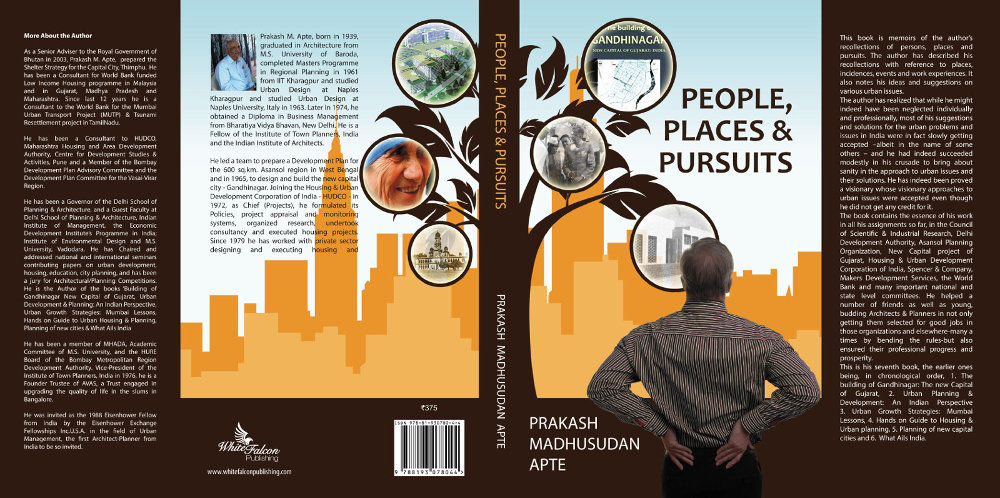 More About the Author
As a Senior Adviser to the Royal Government of
Bhutan in 2003, Prakash M. Apte, prepared the
Shelter Strategy for the Capital City, Thimphu. He
has been a Consultant for World Bank funded
Low Income Housing programme in Malaysia
and in Gujarat, Madhya Pradesh and
Maharashtra. Since last 12 years he is a
Consultant to the World Bank for the Mumbai
Urban Transport Project (MUTP) & Tsunami
Resettlement project in TamilNadu.
He has been a Consultant to HUDCO,
Maharashtra Housing and Area Development
Authority, Centre for Development Studies &
Activities, Pune and a Member of the Bombay
Development Plan Advisory Committee and the
Development Plan Committee for the Vasai-Virar
Region.
He has been a Governor of the Delhi School of
Planning & Architecture, and a Guest Faculty at
Delhi School of Planning & Architecture, Indian
Institute of Management, the Economic
Development Institute's Programme in India;
Institute of Environmental Design and M.S.
University, Vadodara. He has Chaired and
addressed national and international seminars
contributing papers on urban development,
housing, education, city planning, and has been
a jury for Architectural/Planning Competitions.
He is the Author of the books 'Building of
Gandhinagar New Capital of Gujarat, Urban
Development & Planning: An Indian Perspective,
Urban Growth Strategies: Mumbai Lessons,
Hands on Guide to Urban Housing & Planning,
Planning of new cities & What Ails India
He has been a member of MHADA, Academic
Committee of M.S. University, and the HURE
Board of the Bombay Metropolitan Region
Development Authority. Vice-President of the
Institute of Town Planners, India in 1976, he is a
Founder Trustee of AVAS, a Trust engaged in
upgrading the quality of life in the slums in
Bangalore.
He was invited as the 1988 Eisenhower Fellow
from India by the Eisenhower Exchange
Fellowships Inc.U.S.A. in the field of Urban
Management, the first Architect-Planner from
India to be so invited.
Prakash M. Apte, born in 1939,
graduated in Architecture from
M.S. University of Baroda,
completed Masters Programme
in Regional Planning in 1961
from IIT Kharagpur and studied
Urban Design at Naples
Kharagpur and studied Urban Design at
Naples University, Italy in 1963. Later in 1974, he
obtained a Diploma in Business Management
from Bharatiya Vidya Bhavan, New Delhi. He is a
Fellow of the Institute of Town Planners, India
and the Indian Institute of Architects.
He led a team to prepare a Development Plan for
the 600 sq.km. Asansol region in West Bengal
and in 1965, to design and build the new capital
city - Gandhinagar. Joining the Housing & Urban
Development Corporation of India - HUDCO - in
1972, as Chief (Projects), he formulated its
Policies, project appraisal and monitoring
systems, organized research, undertook
consultancy and executed housing projects.
Since 1979 he has worked with private sector
designing and executing housing and
White Falcon
Publishing
www.whitefalconpublishing.com
₹375
ISBN 978-81-930780-4-4
9 788193 078044
PEOPLE, PLACES & PURSUITS
PRAKASH MADHUSUDAN APTE
The building of
GANDHINAGAR
NEW CAPITAL OF GUJARAT: INDIA
PEOPLE,
PLACES &
PURSUITS
PRAKASH
MADHUSUDAN
APTE
This book is memoirs of the author's
recollections of persons, places and
pursuits. The author has described his
recollections with reference to places,
incidences, events and work experiences. It
also notes his ideas and suggestions on
various urban issues.
The author has realized that while he might
indeed have been neglected individually
and professionally, most of his suggestions
and solutions for the urban problems and
issues in India were in fact slowly getting
accepted –albeit in the name of some
others – and he had indeed succeeded
modestly in his crusade to bring about
sanity in the approach to urban issues and
their solutions. He has indeed been proved
a visionary whose visionary approaches to
urban issues were accepted even though
he did not get any credit for it.
The book contains the essence of his work
in all his assignments so far, in the Council
of Scientific & Industrial Research, Delhi
Development Authority, Asansol Planning
Organization, New Capital project of
Gujarat, Housing & Urban Development
Corporation of India, Spencer & Company,
Makers Development Services, the World
Bank and many important national and
state level committees. He helped a
number of friends as well as young,
budding Architects & Planners in not only
getting them selected for good jobs in
those organizations and elsewhere-many a
times by bending the rules-but also
ensured their professional progress and
prosperity.
This is his seventh book, the earlier ones
being, in chronological order, 1. The
building of Gandhinagar: The new Capital
of Gujarat, 2. Urban Planning &
Development: An Indian Perspective
3. Urban Growth Strategies: Mumbai
Lessons, 4. Hands on Guide to Housing &
Urban planning, 5. Planning of new capital
cities and 6. What Ails India.